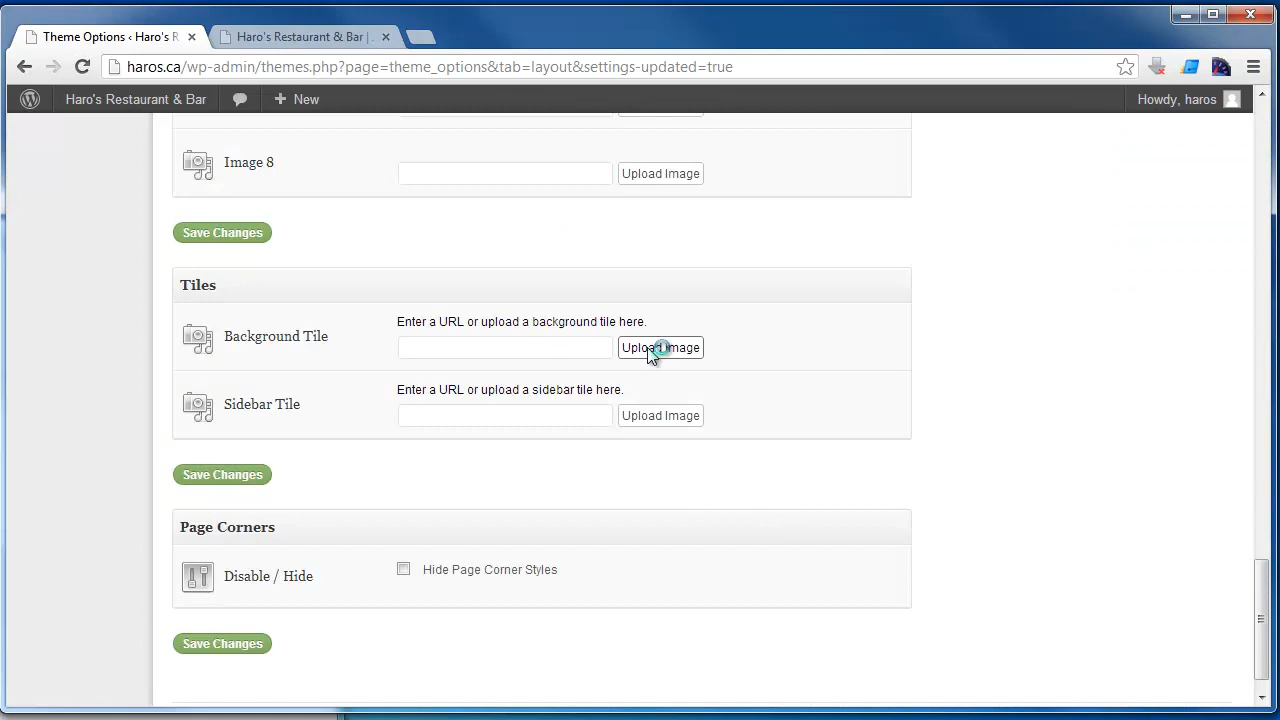 Theme Options ‹ Haro's R
Haro's Restaurant & Bar | .
haros.ca/wp-admin/themes.php?page=theme_options&tab=layout&settings-updated=true
Haro's Restaurant & Bar
New
Howdy, haros
Image 8
Upload Image
Save Changes
Tiles
Enter a URL or upload a background tile here.
Background Tile
Upload Image
Enter a URL or upload a sidebar tile here.
Sidebar Tile
Upload Image
Save Changes
Page Corners
Disable / Hide
Hide Page Corner Styles
Save Changes